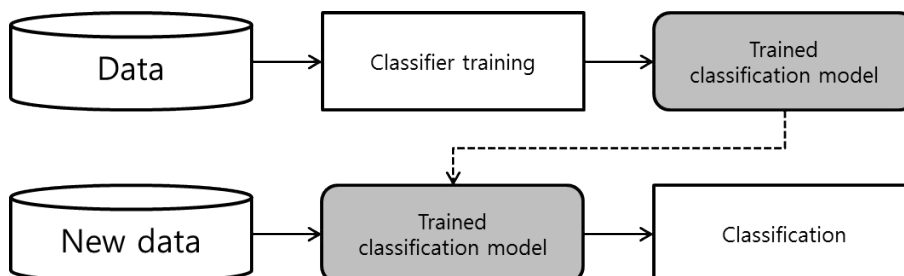 Data
Classifier training
Trained
classification model
New data
Trained
classification model
Classification